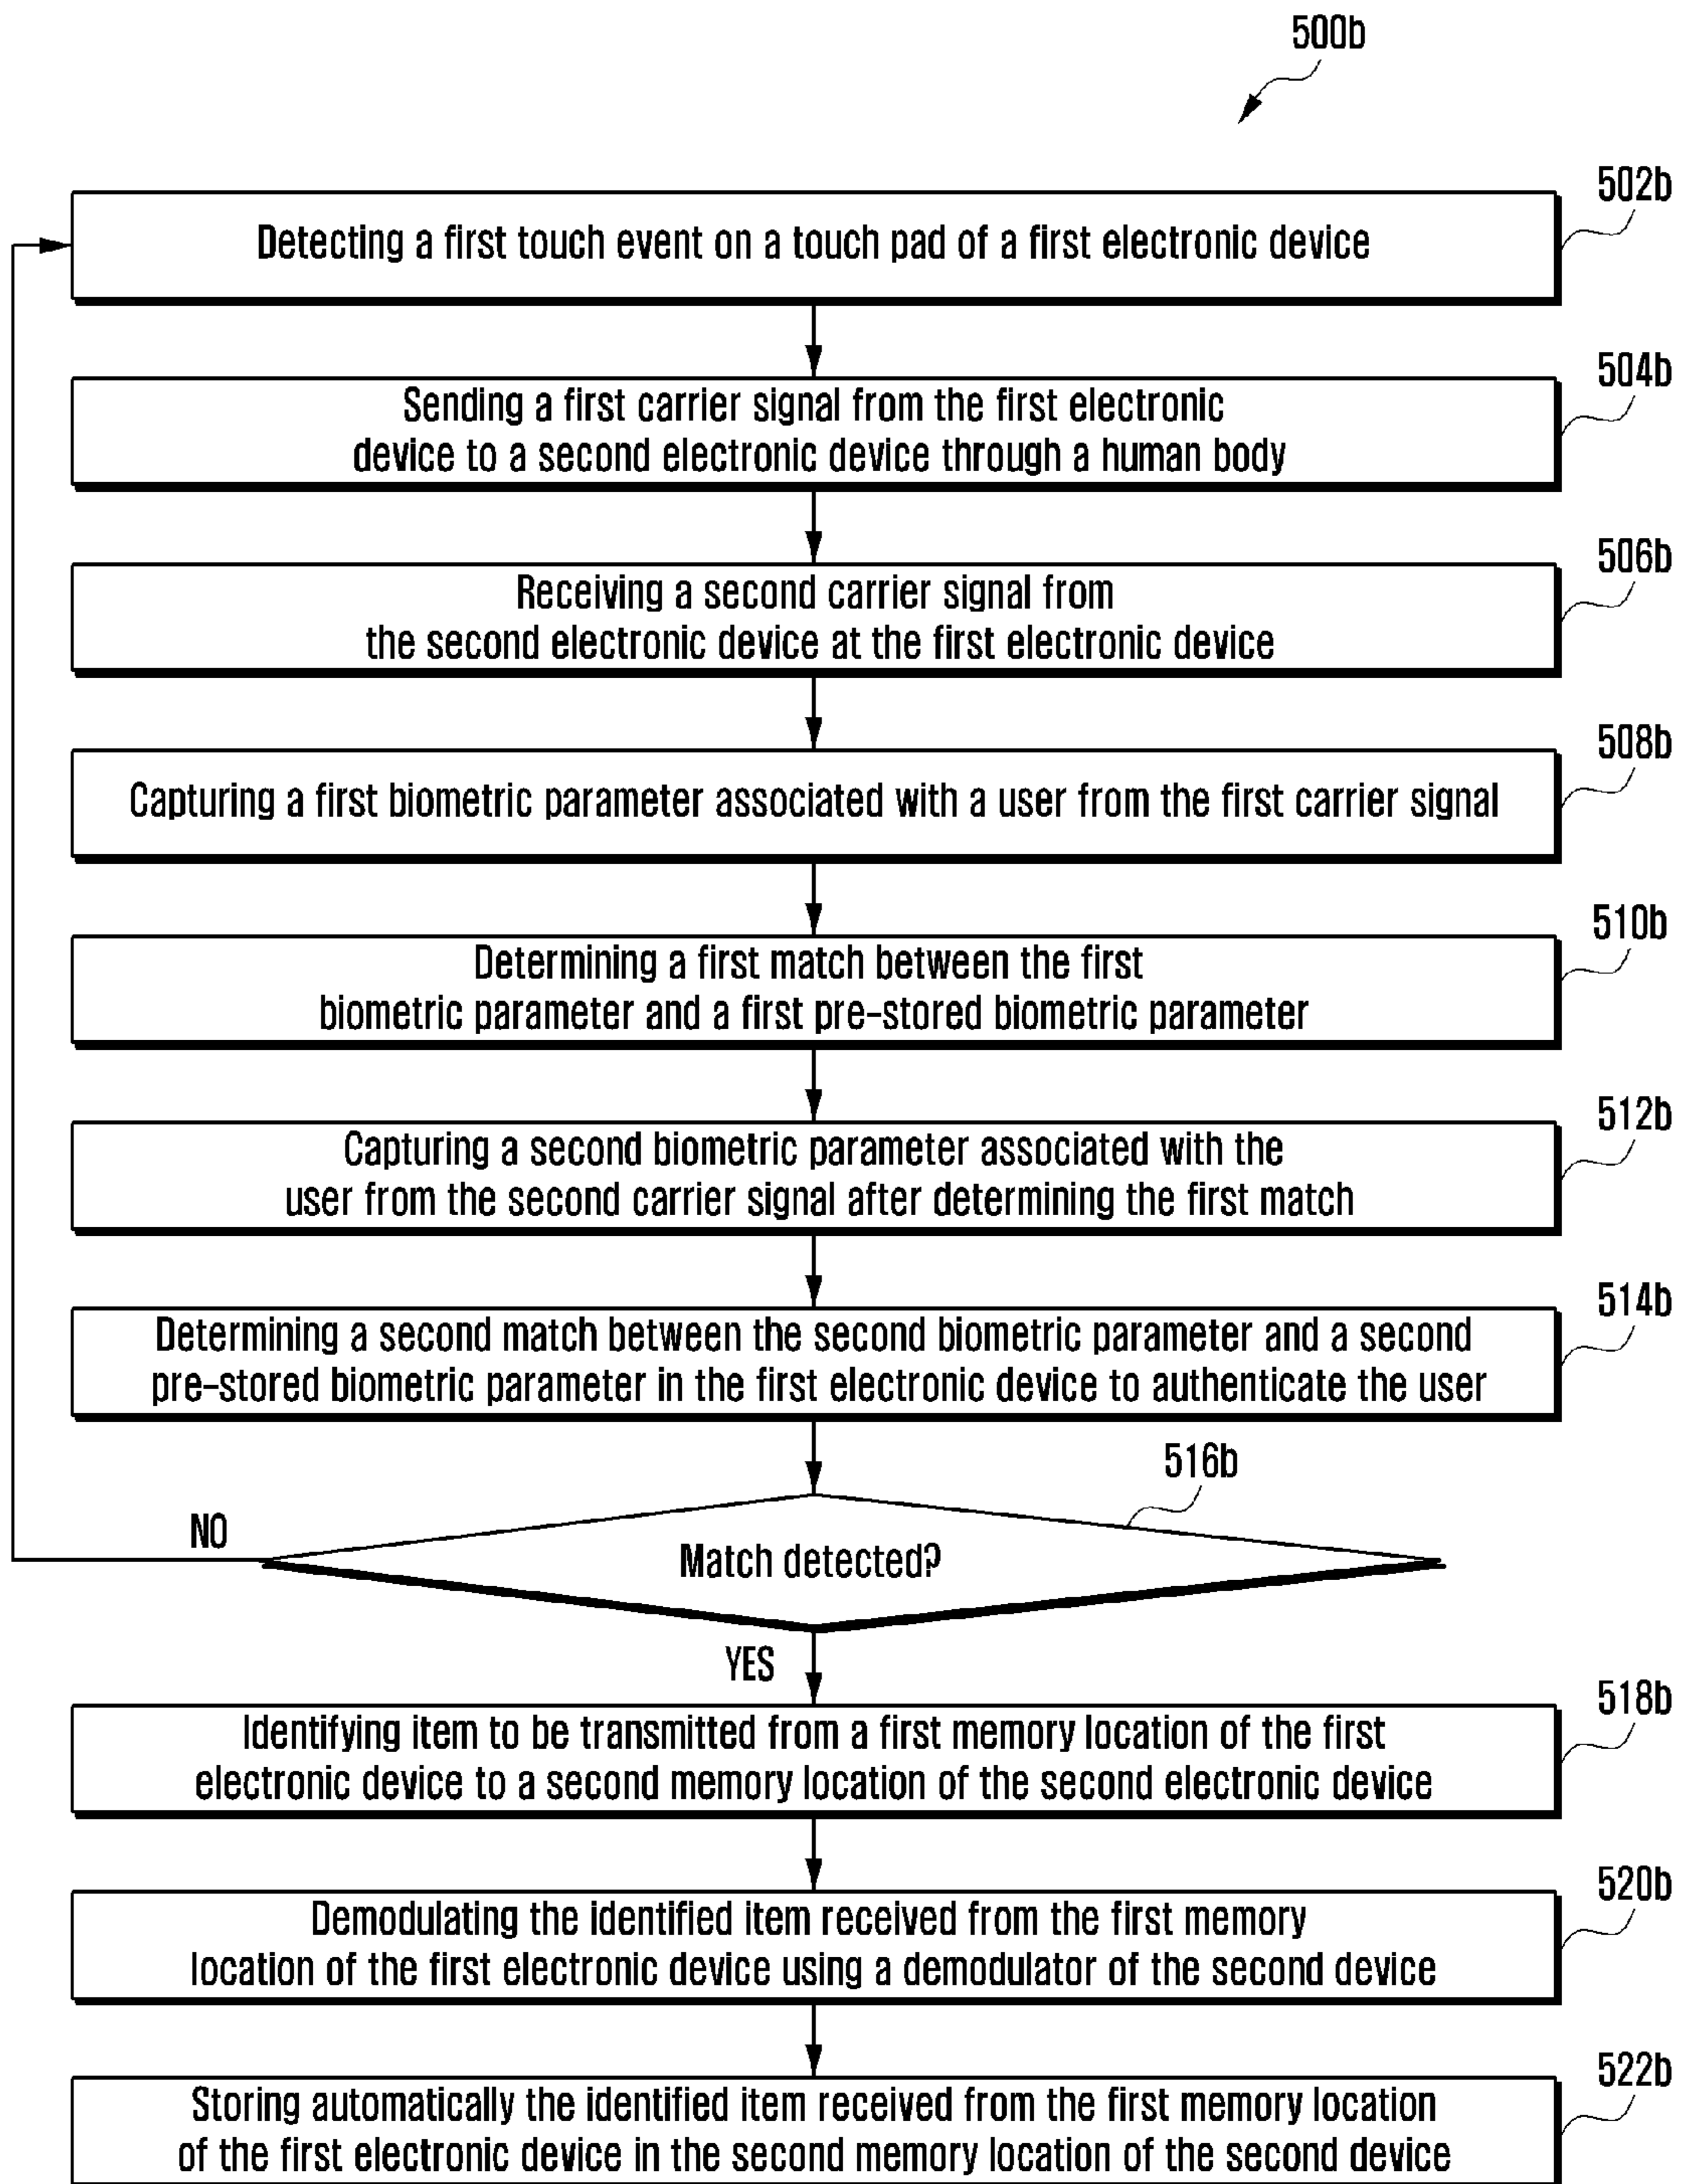 500b
502b
Detecting a first touch event on a touch pad of a first electronic device
504b
Sending a first carrier signal from the first electronic
device to a second electronic device through a human body
506b
Receiving a second carrier signal from
the second electronic device at the first electronic device
508b
Capturing a first biometric parameter associated with a user from the first carrier signal
510b
Determining a first match between the first
biometric parameter and a first pre-stored biometric parameter
512b
Capturing a second biometric parameter associated with the
user from the second carrier signal after determining the first match
514b
Determining a second match between the second biometric parameter and a second
pre-stored biometric parameter in the first electronic device to authenticate the user
516b
NO
Match detected?
YES
518b
Identifying item to be transmitted from a first memory location of the first
electronic device to a second memory location of the second electronic device
520b
Demodulating the identified item received from the first memory
location of the first electronic device using a demodulator of the second device
522b
Storing automatically the identified item received from the first memory location
of the first electronic device in the second memory location of the second device